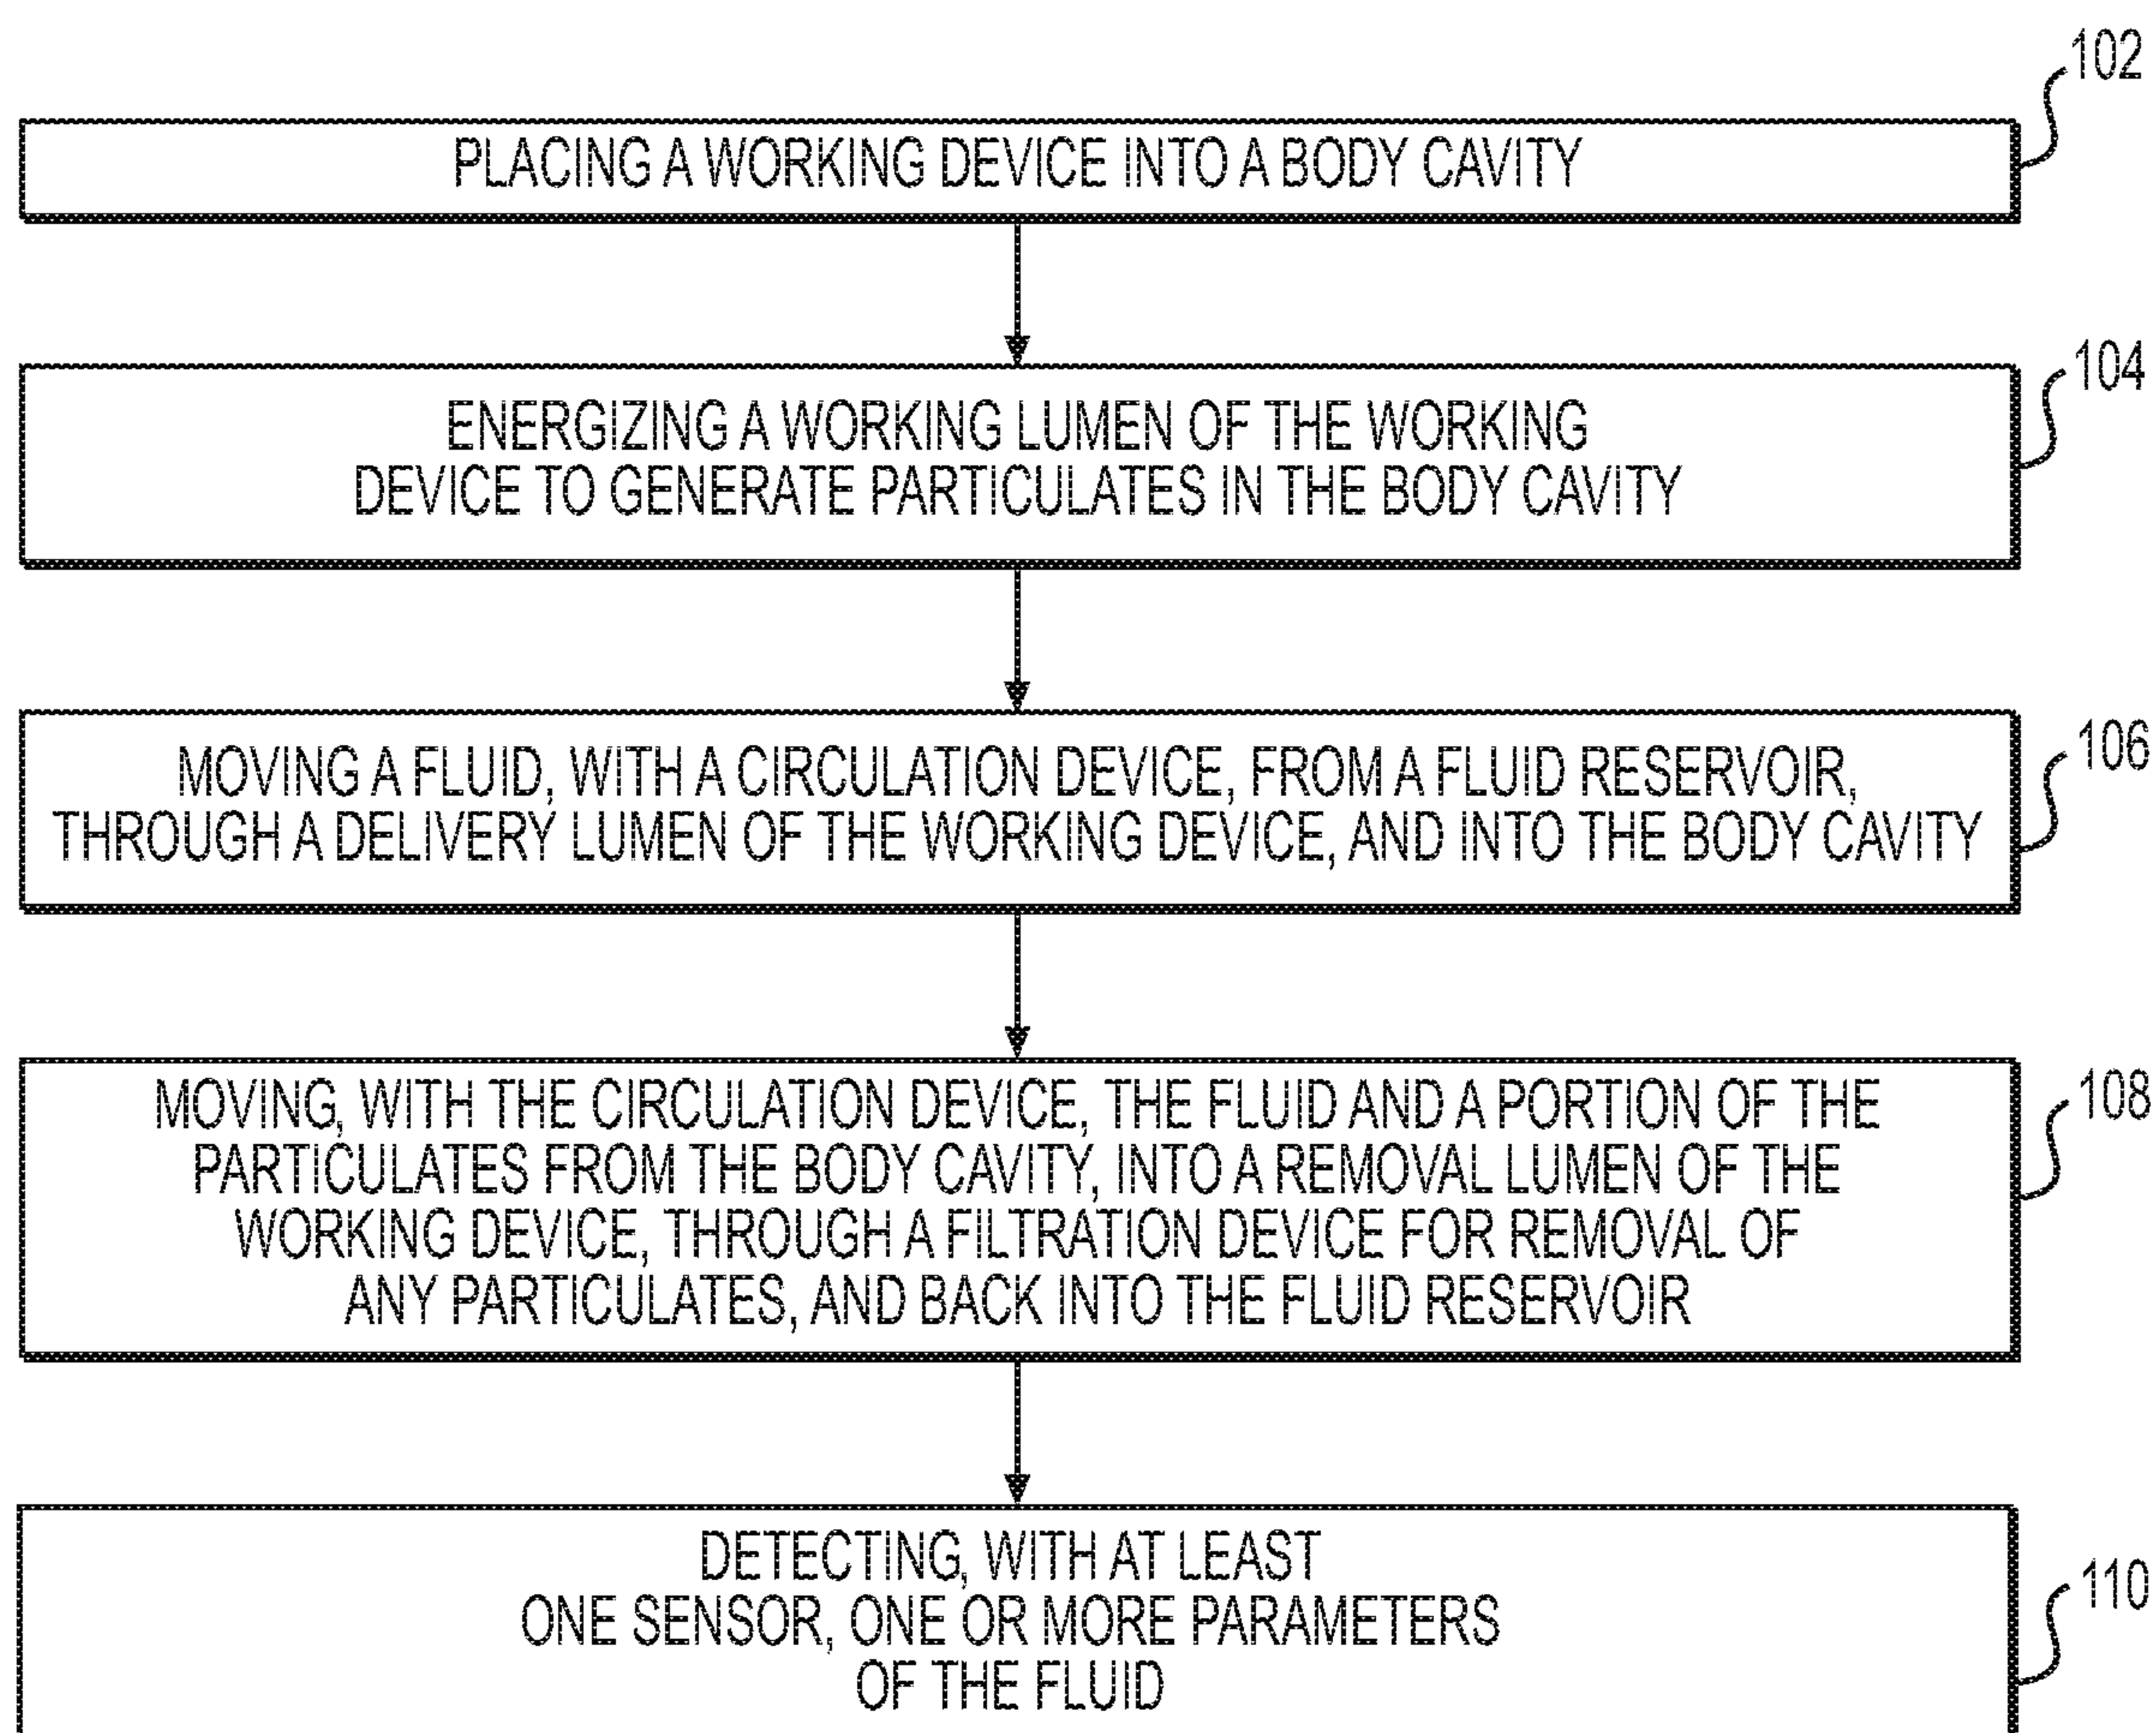 102
PLACING A WORKING DEVICE INTO A BODY CAVITY
104
ENERGIZING A WORKING LUMEN OF THE WORKING
DEVICE TO GENERATE PARTICULATES IN THE BODY CAVITY
106
MOVING A FLUID, WITH A CIRCULATION DEVICE, FROM A FLUID RESERVOIR,
THROUGH A DELIVERY LUMEN OF THE WORKING DEVICE, AND INTO THE BODY CAVITY
108
MOVING, WITH THE CIRCULATION DEVICE, THE FLUID AND A PORTION OF THE
PARTICULATES FROM THE BODY CAVITY, INTO A REMOVAL LUMEN OF THE
WORKING DEVICE, THROUGH A FILTRATION DEVICE FOR REMOVAL OF
ANY PARTICULATES, AND BACK INTO THE FLUID RESERVOIR
110
DETECTING, WITH AT LEAST
ONE SENSOR, ONE OR MORE PARAMETERS
OF THE FLUID